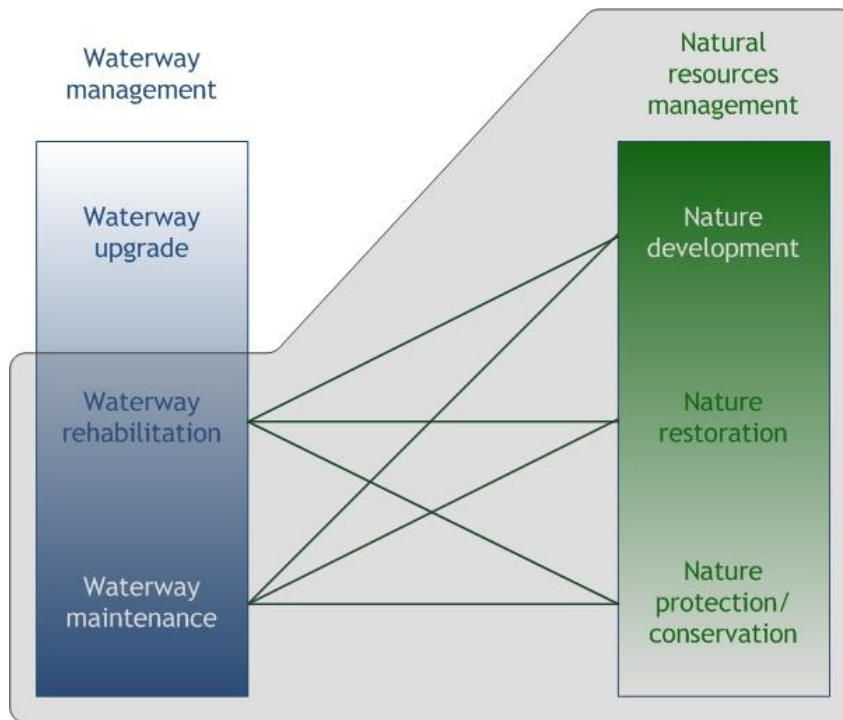 Waterway
management
Waterway
upgrade
Waterway
rehabilitation
Waterway
maintenance
Natural
resources
management
Nature
development
Nature
restoration
Nature
protection/
conservation